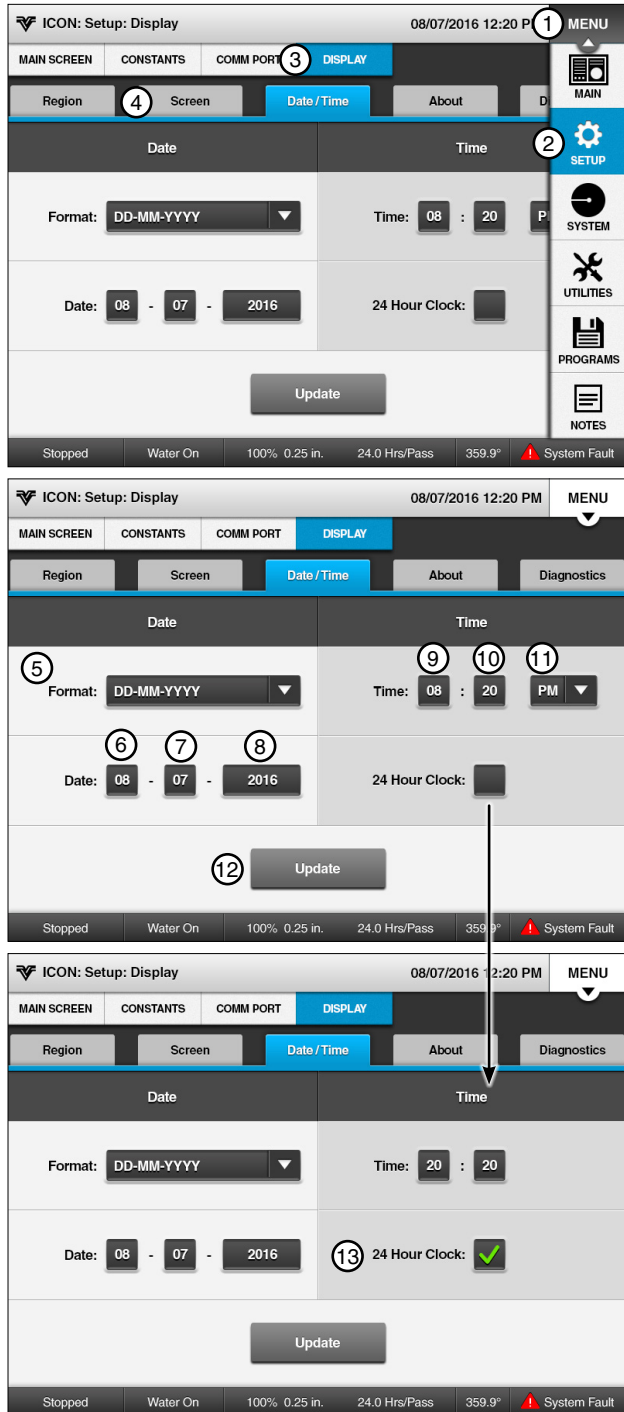 ICON: Setup: Display 08/07/2016 12:20 P 1 MENU
MAIN SCREEN CONSTANTS COMM PORT 3 DISPLAY
MAIN
Region 4 Screen Date/Time About D
Date Time
2 SETUP
Format: DD-MM-YYYY Time: 08 : 20 P
SYSTEM
UTILITIES
Date: 08 - 07 - 2016 24 Hour Clock:
PROGRAMS
Update
NOTES
Stopped Water On 100% 0.25 in. 24.0 Hrs/Pass 359.9° System Fault
ICON: Setup: Display 08/07/2016 12:20 PM MENU
MAIN SCREEN CONSTANTS COMM PORT DISPLAY
Region Screen Date/Time About Diagnostics
Date Time
5 9 10 11
Format: DD-MM-YYYY Time: 08 : 20 PM
6 7 8
Date: 08 - 07 - 2016 24 Hour Clock:
12 Update
Stopped Water On 100% 0.25 in. 24.0 Hrs/Pass 359.9° System Fault
ICON: Setup: Display 08/07/2016 12:20 PM MENU
MAIN SCREEN CONSTANTS COMM PORT DISPLAY
Region Screen Date/Time About Diagnostics
Date Time
Format: DD-MM-YYYY Time: 20 : 20
Date: 08 - 07 - 2016 13 24 Hour Clock:
Update
Stopped Water On 100% 0.25 in. 24.0 Hrs/Pass 359.9° System Fault